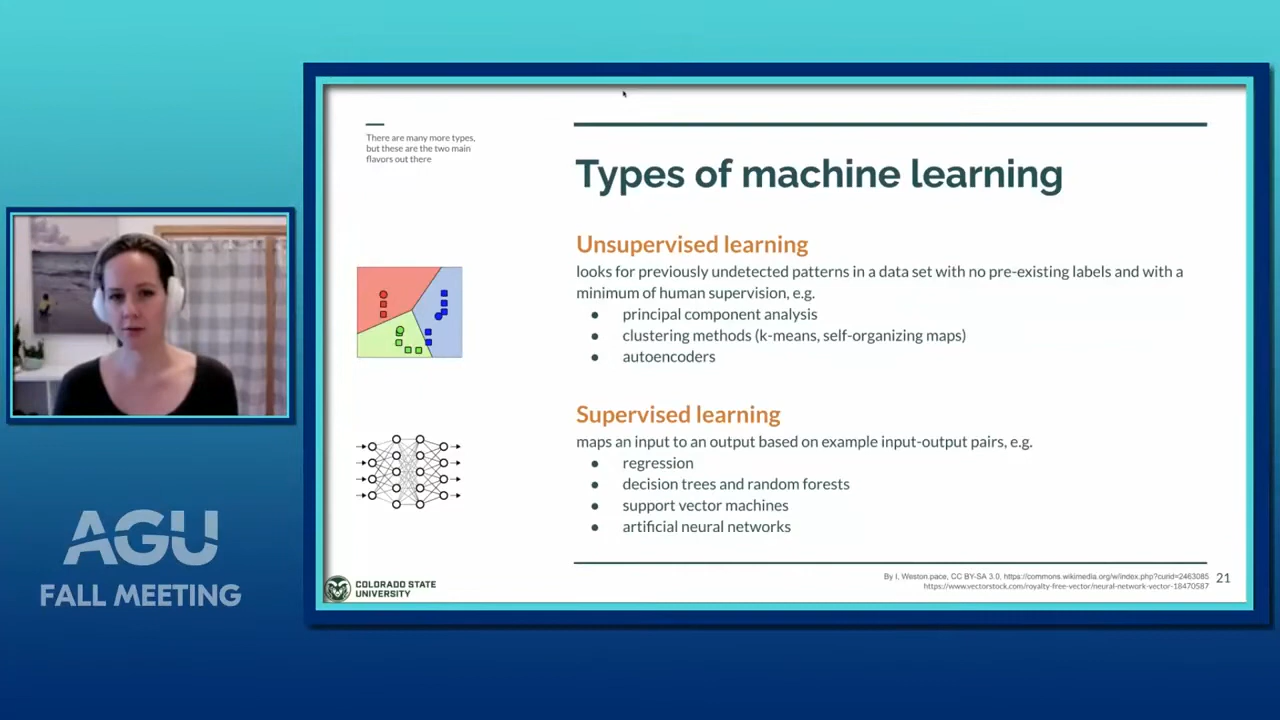 There are many more types,
but these are the two main
flavors out there
Types of machine learning
Unsupervised learning
looks for previously undetected patterns in a data set with no pre-existing labels and with a
minimum of human supervision, e.g.
● principal component analysis
● clustering methods (k-means, self-organizing maps)
● autoencoders
Supervised learning
maps an input to an output based on example input-output pairs, e.g.
● regression
● decision trees and random forests
● support vector machines
● artificial neural networks
By I, Weston.pace, CC BY-SA 3.0, https://commons.wikimedia.org/w/index.php?curid=2463085
https://www.vectorstock.com/royalty-free-vector/neural-network-vector-18470587
21
COLORADO STATE
UNIVERSITY
AGU
FALL MEETING